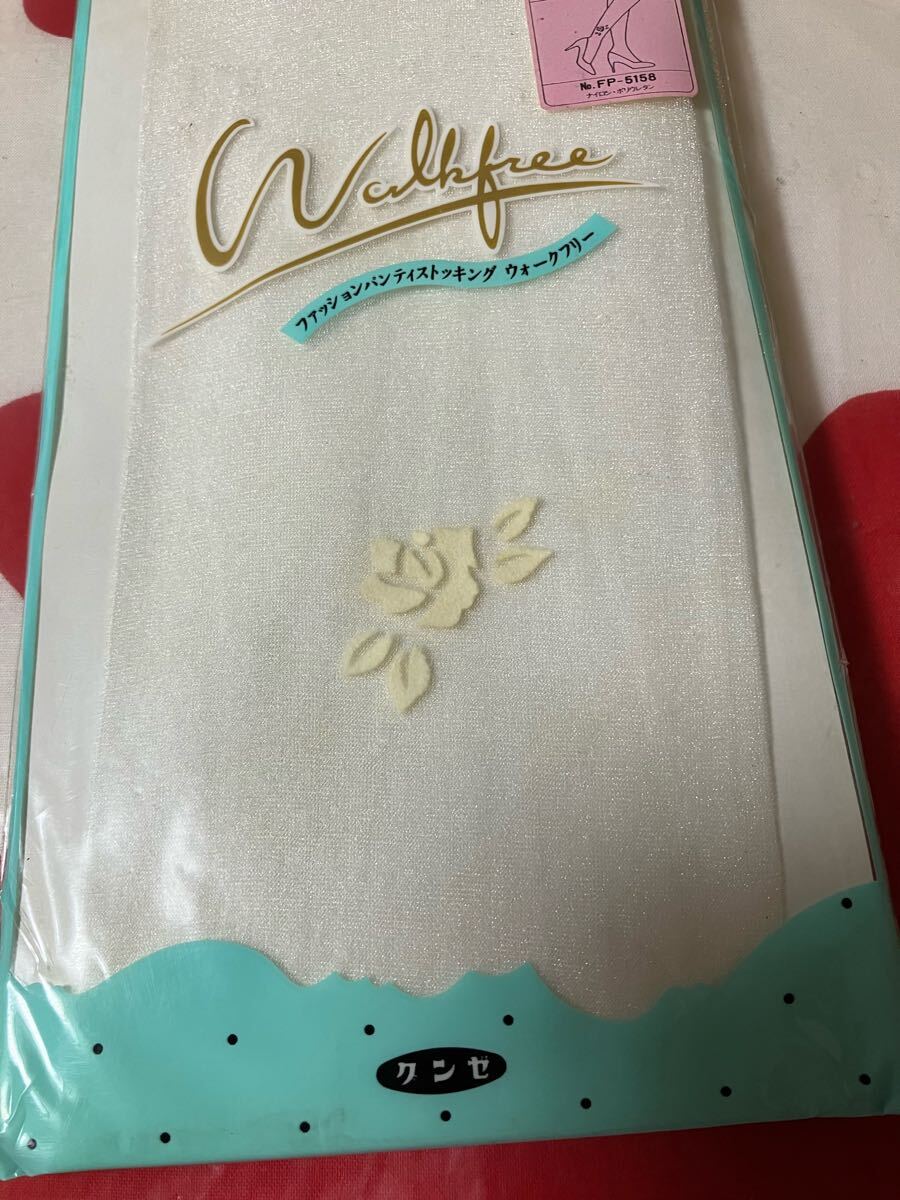 No.FP-5158
ナイロン・ポリウレタン
Walkfree
ファッションパンティストッキング ウォークフリー
グンゼ